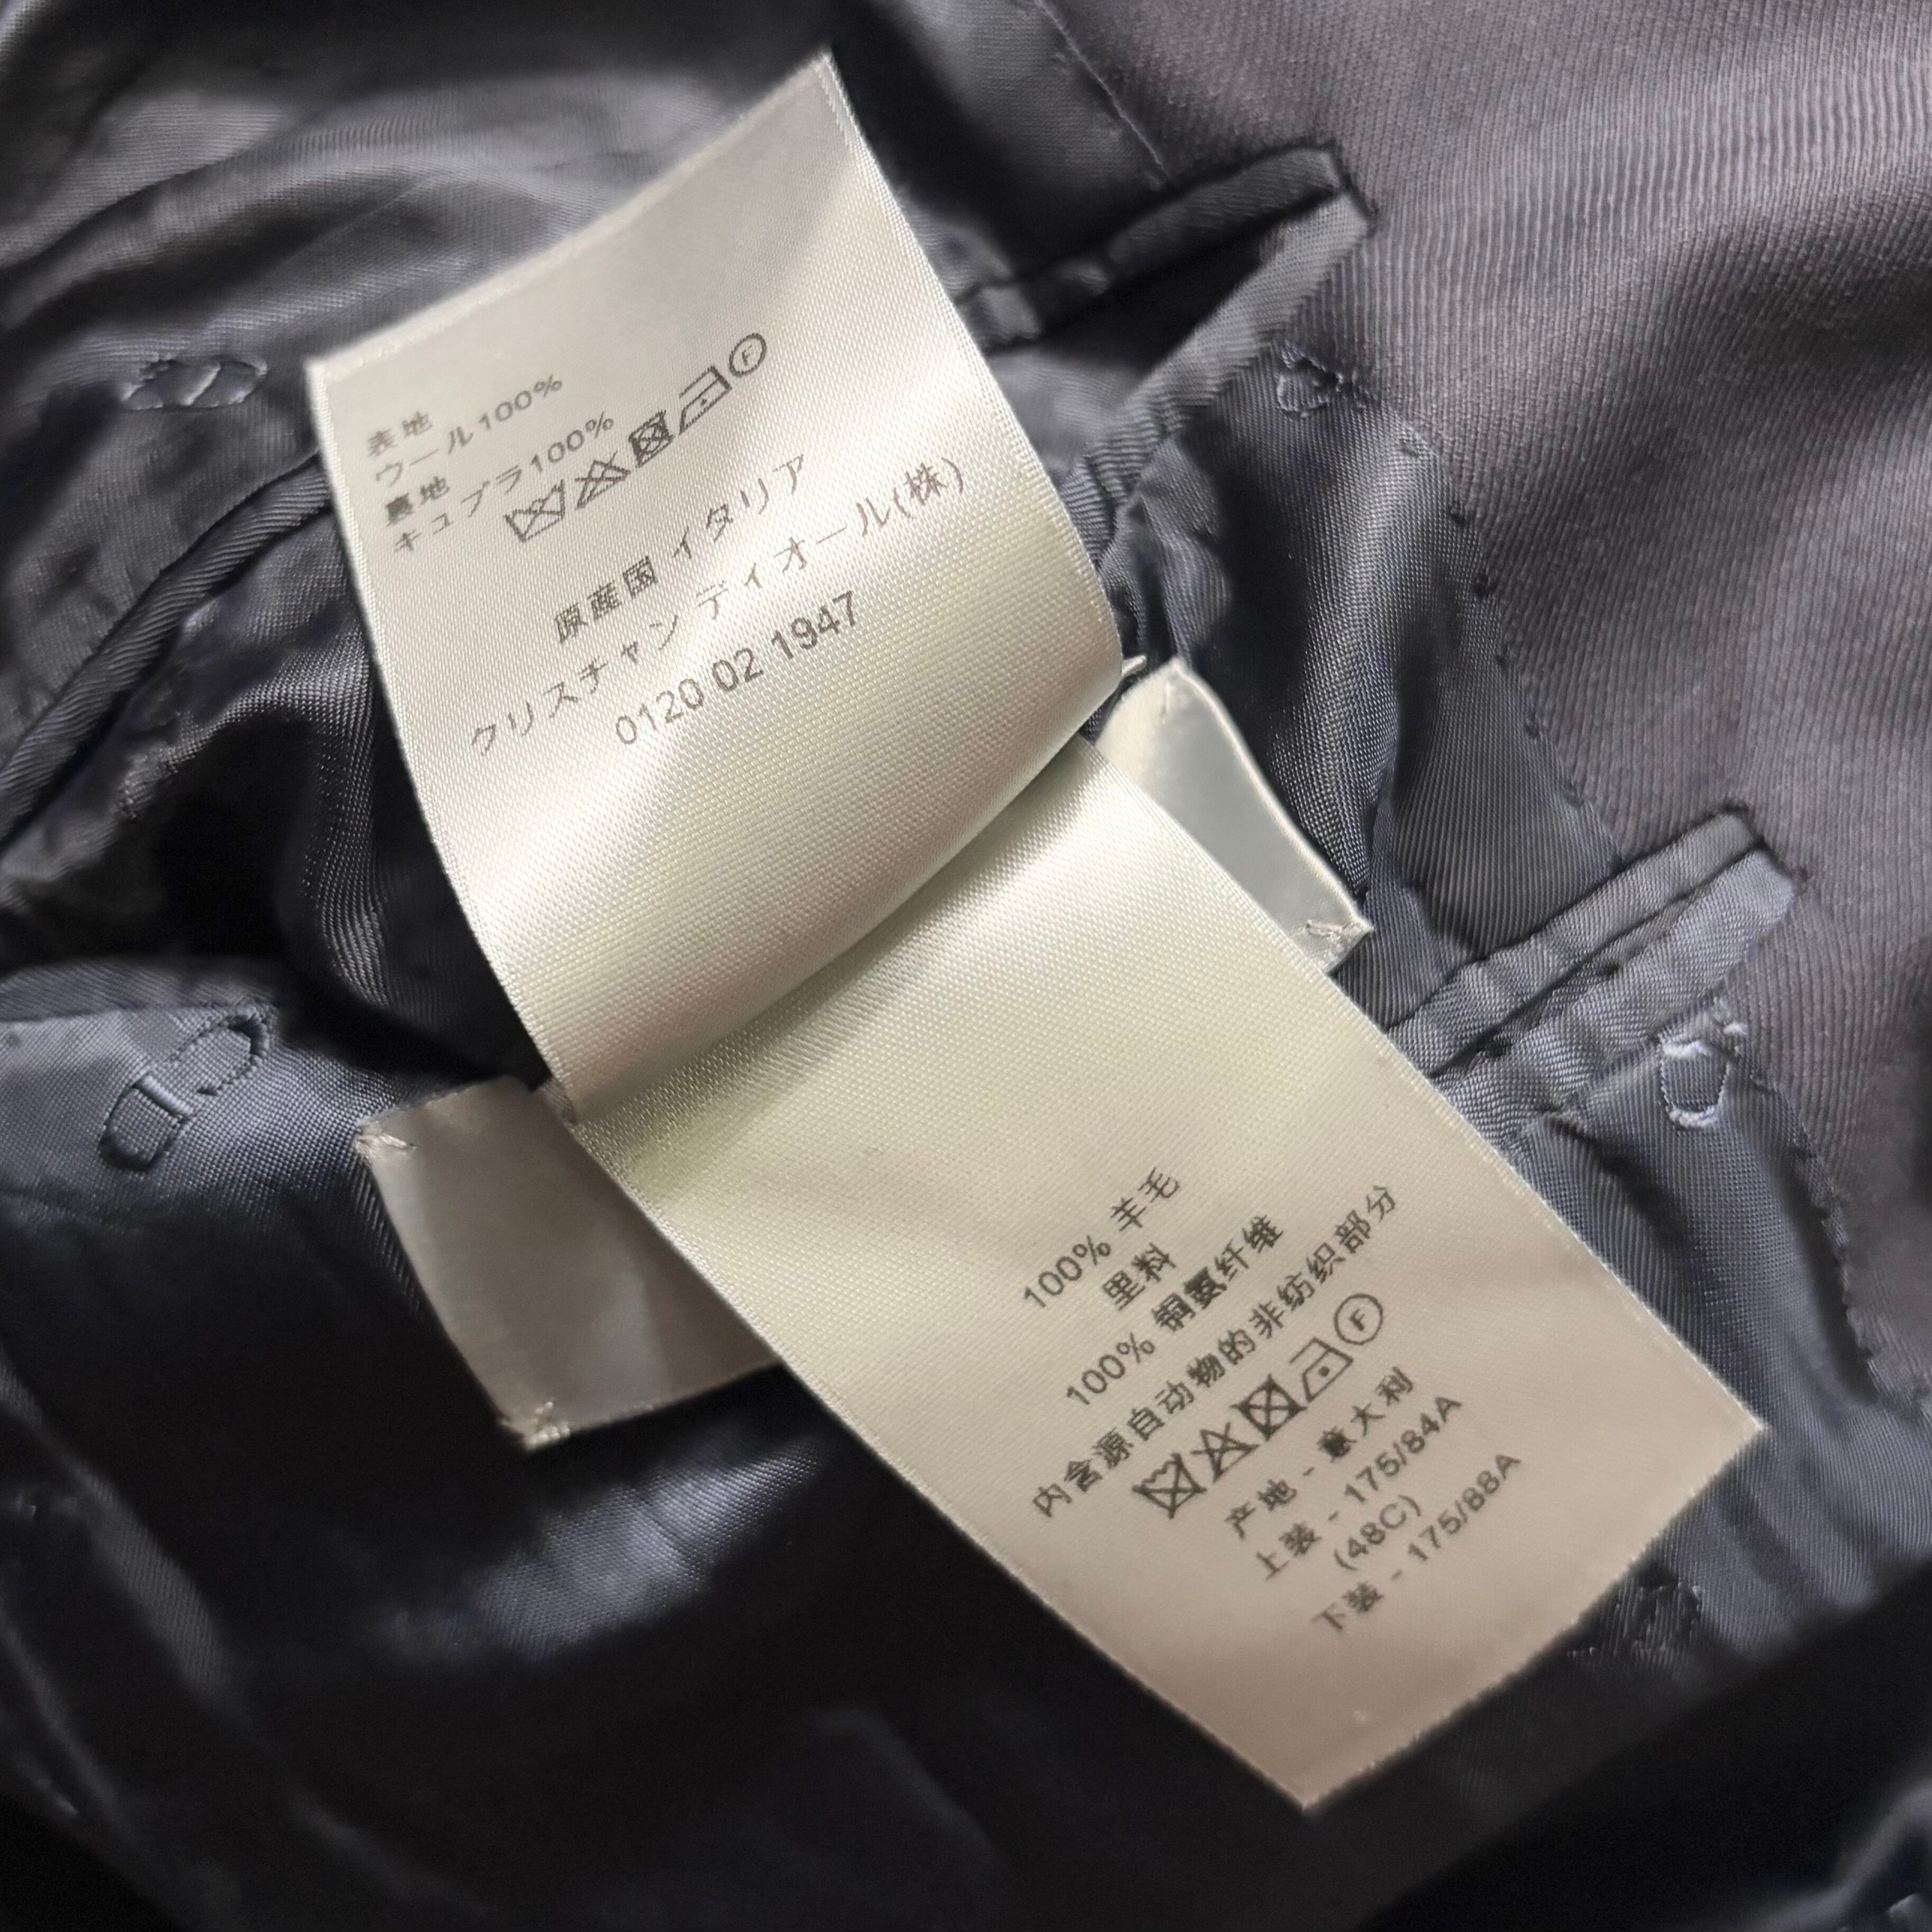 表地
ウール100%
裏地
キュプラ100%
F
原産国 イタリア
クリスチャン ディオール(株)
0120 02 1947
100% 羊毛
里料
100% 铜氨纤维
内含源自动物的非纺织部分
F
产地 - 意大利
上装 - 175/84A
(48C)
下装 - 175/88A